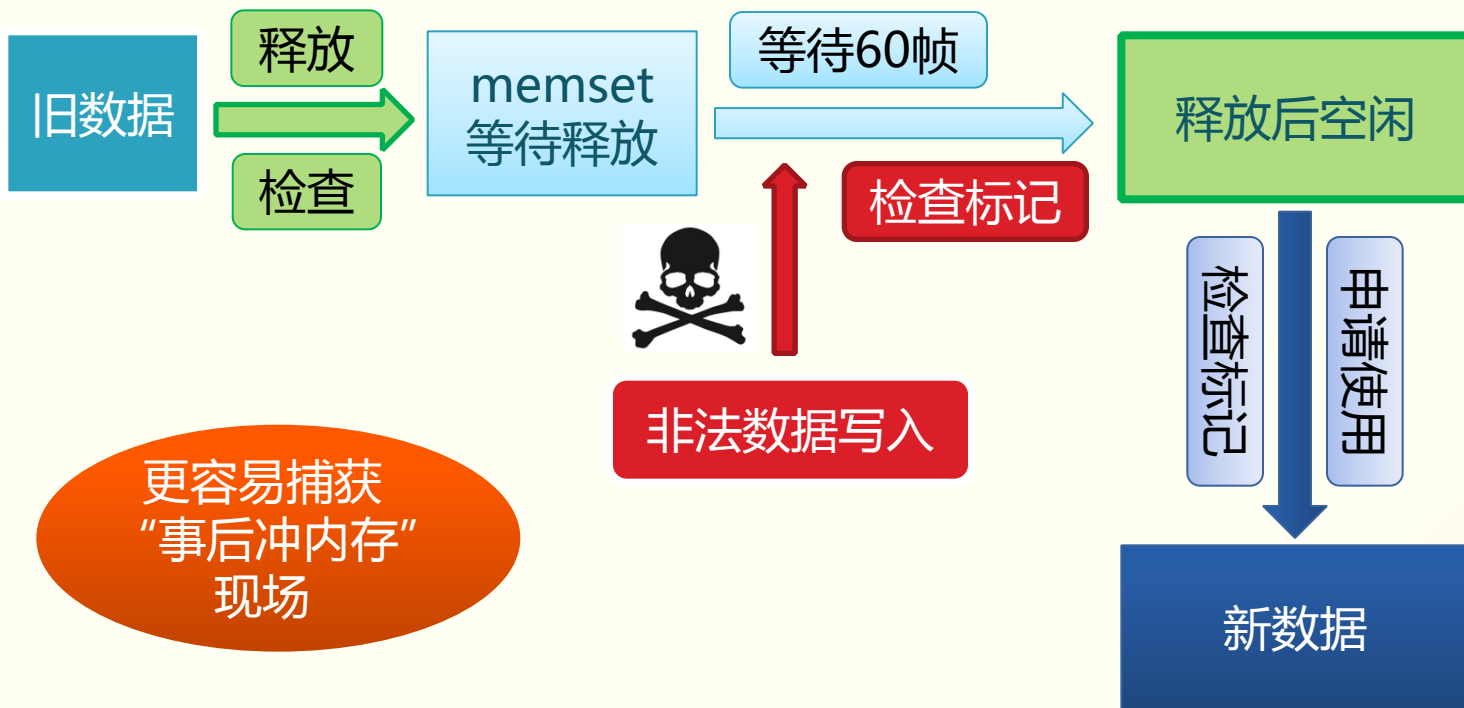 旧数据
释放
检查
memset
等待释放
等待60帧
检查标记
释放后空闲
非法数据写入
检查标记
申请使用
更容易捕获
“事后冲内存”
现场
新数据